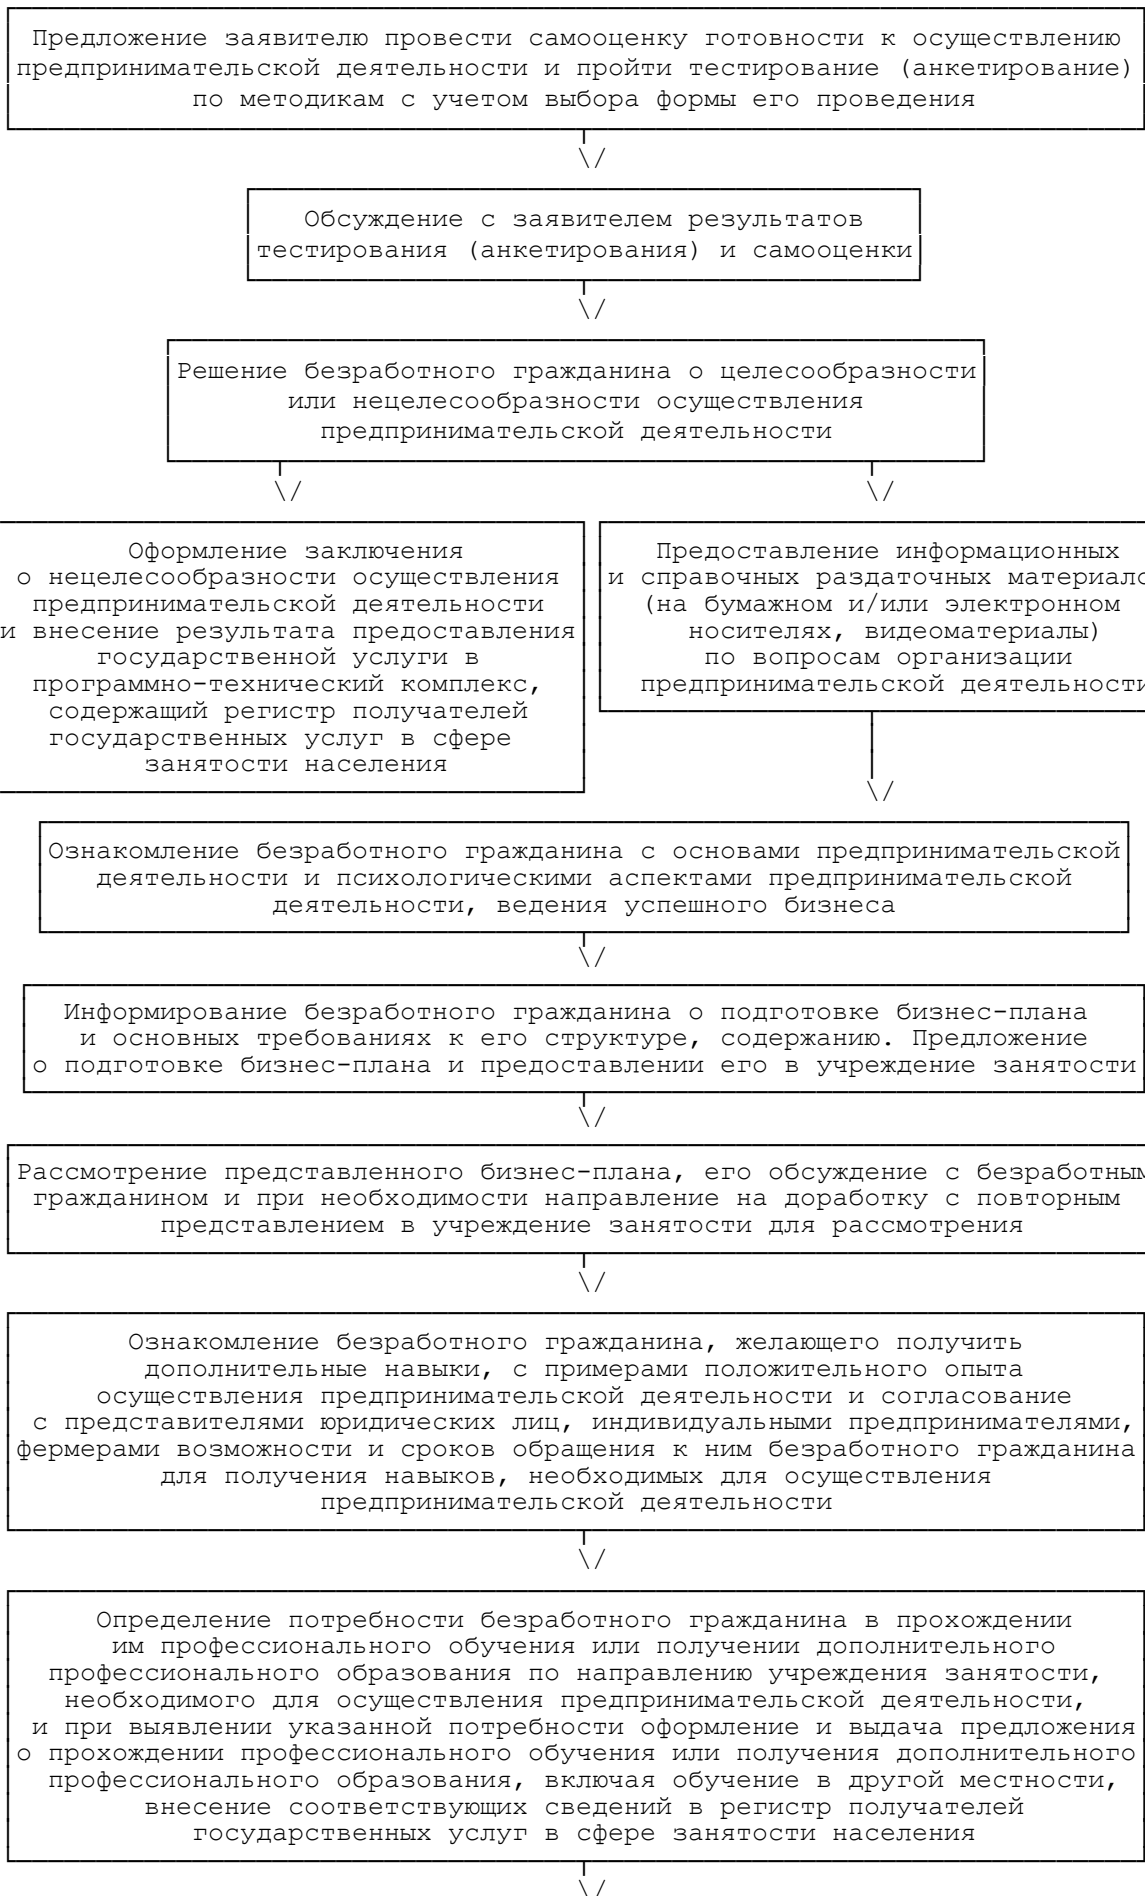 Предложение заявителю провести самооценку готовности к осуществлению
предпринимательской деятельности и пройти тестирование (анкетирование)
по методикам с учетом выбора формы его проведения
\/
Обсуждение с заявителем результатов
тестирования (анкетирования) и самооценки
\/
Решение безработного гражданина о целесообразности
или нецелесообразности осуществления
предпринимательской деятельности
\/
\/
Оформление заключения
о нецелесообразности осуществления
предпринимательской деятельности
и внесение результата предоставления
государственной услуги в
программно-технический комплекс,
содержащий регистр получателей
государственных услуг в сфере
занятости населения
Предоставление информационных
и справочных раздаточных материало
(на бумажном и/или электронном
носителях, видеоматериалы)
по вопросам организации
предпринимательской деятельности
\/
Ознакомление безработного гражданина с основами предпринимательской
деятельности и психологическими аспектами предпринимательской
деятельности, ведения успешного бизнеса
\/
Информирование безработного гражданина о подготовке бизнес-плана
и основных требованиях к его структуре, содержанию. Предложение
о подготовке бизнес-плана и предоставлении его в учреждение занятости
\/
Рассмотрение представленного бизнес-плана, его обсуждение с безработным
гражданином и при необходимости направление на доработку с повторным
представлением в учреждение занятости для рассмотрения
\/
Ознакомление безработного гражданина, желающего получить
дополнительные навыки, с примерами положительного опыта
осуществления предпринимательской деятельности и согласование
с представителями юридических лиц, индивидуальными предпринимателями,
фермерами возможности и сроков обращения к ним безработного гражданина
для получения навыков, необходимых для осуществления
предпринимательской деятельности
\/
Определение потребности безработного гражданина в прохождении
им профессионального обучения или получении дополнительного
профессионального образования по направлению учреждения занятости,
необходимого для осуществления предпринимательской деятельности,
и при выявлении указанной потребности оформление и выдача предложения
о прохождении профессионального обучения или получения дополнительного
профессионального образования, включая обучение в другой местности,
внесение соответствующих сведений в регистр получателей
государственных услуг в сфере занятости населения
\/